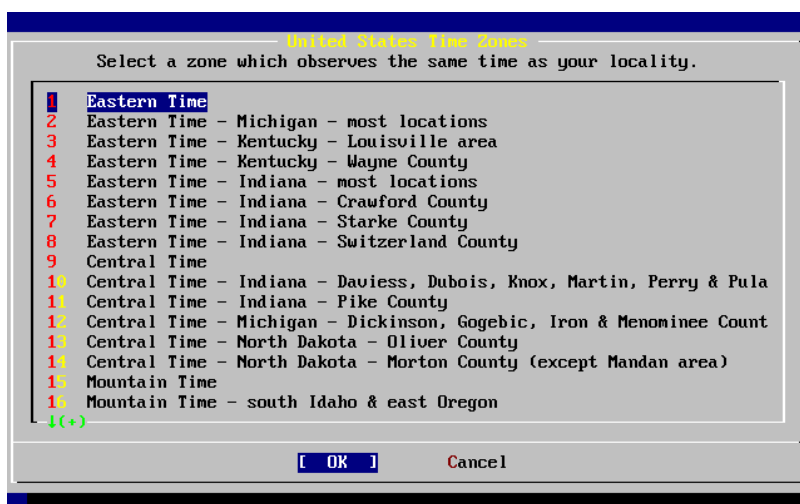 United States Time Zones
Select a zone which observes the same time as your locality.
1 Eastern Time
2 Eastern Time - Michigan - most locations
3 Eastern Time - Kentucky - Louisville area
4 Eastern Time - Kentucky - Wayne County
5 Eastern Time - Indiana - most locations
6 Eastern Time - Indiana - Crawford County
7 Eastern Time - Indiana - Starke County
8 Eastern Time - Indiana - Switzerland County
9 Central Time
10 Central Time - Indiana - Daviess, Dubois, Knox, Martin, Perry & Pula
11 Central Time - Indiana - Pike County
12 Central Time - Michigan - Dickinson, Gogebic, Iron & Menominee Count
13 Central Time - North Dakota - Oliver County
14 Central Time - North Dakota - Morton County (except Mandan area)
15 Mountain Time
16 Mountain Time - south Idaho & east Oregon
↓(+)
[ OK ] Cancel